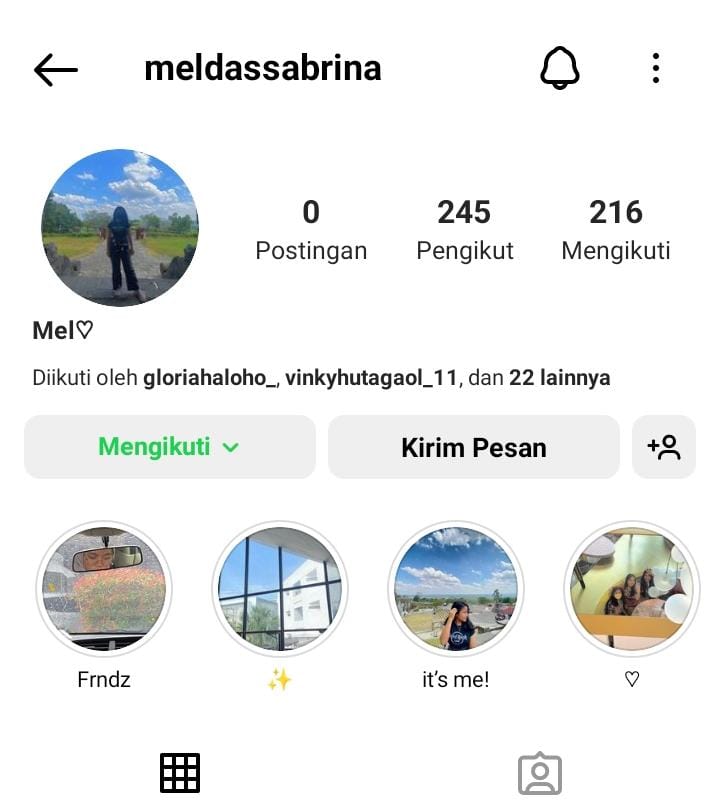 meldassabrina
0 245 216
Postingan Pengikut Mengikuti
Mel♡
Diikuti oleh gloriahaloho_, vinkyhutagaol_11, dan 22 lainnya
Mengikuti Kirim Pesan
Frndz ✨ it’s me! ♡